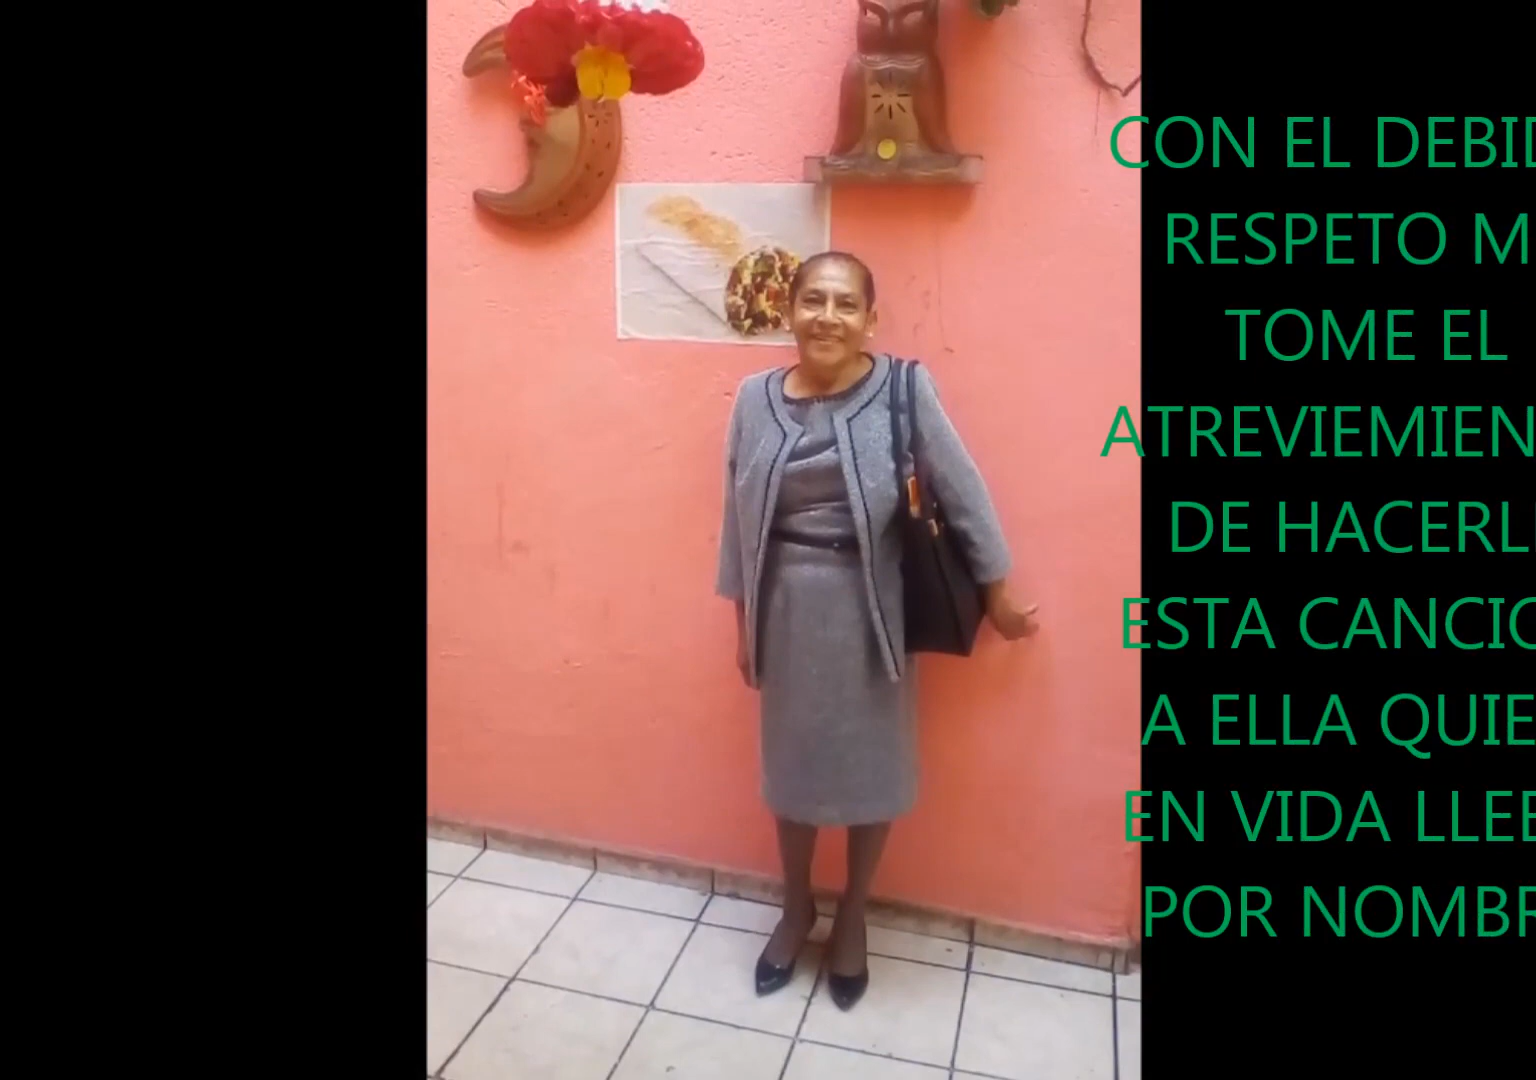 CON EL DEBID
RESPETO M
TOME EL
ATREVIEMIEN
DE HACERL
ESTA CANCIO
A ELLA QUIE
EN VIDA LLEB
POR NOMBR